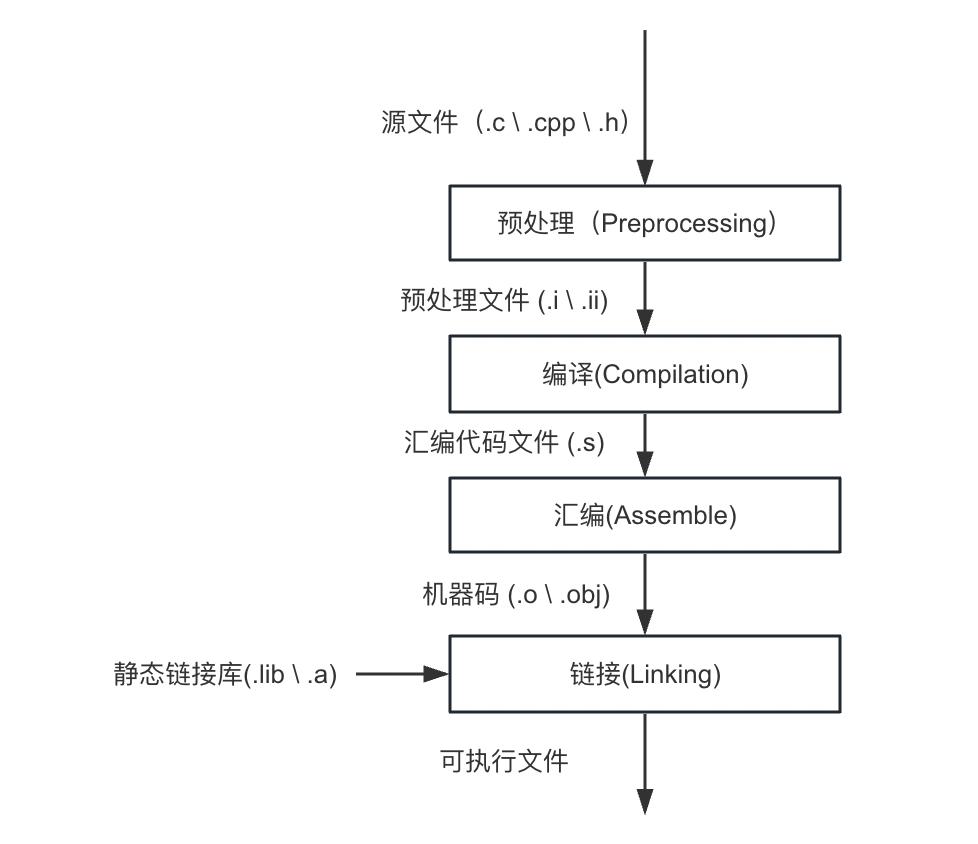 源文件（.c \ .cpp \ .h）
预处理（Preprocessing）
预处理文件 (.i \ .ii)
编译(Compilation)
汇编代码文件 (.s)
汇编(Assemble)
机器码 (.o \ .obj)
静态链接库(.lib \ .a)
链接(Linking)
可执行文件